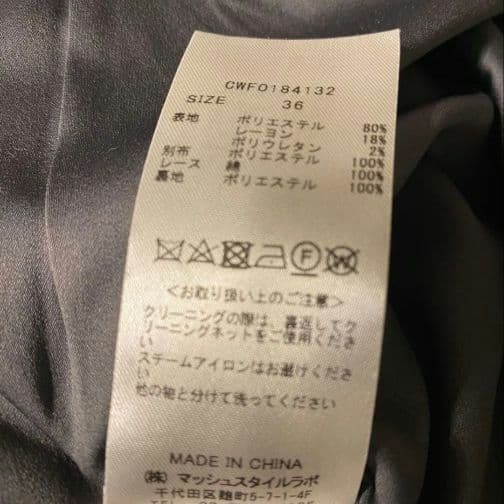 CWFO184132
SIZE 36
表地 ポリエステル 80%
レーヨン 18%
ポリウレタン 2%
別布 ポリエステル 100%
レース 綿 100%
裏地 ポリエステル 100%
F W
<お取り扱い上のご注意>
クリーニングの際は、裏返してク
リーニングネットをご使用くださ
い
スチームアイロンはお避けくださ
い
他の物と分けて洗ってください
MADE IN CHINA
(株) マッシュスタイルラボ
千代田区麹町5-7-1-4F